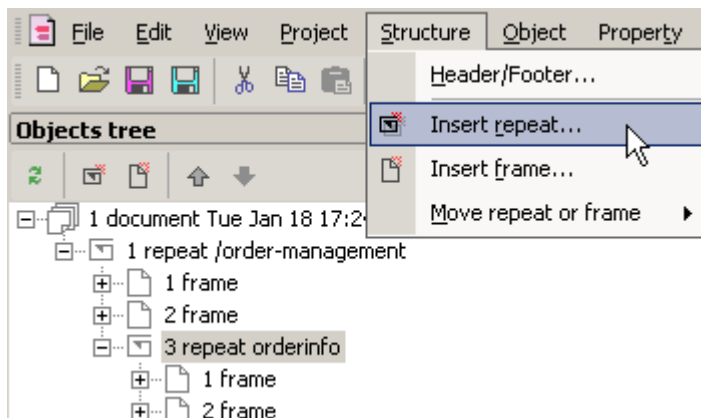 File Edit View Project Structure Object Property
Header/Footer...
Objects tree
Insert repeat...
Insert frame...
Move repeat or frame
1 document Tue Jan 18 17:2
1 repeat /order-management
1 frame
2 frame
3 repeat orderinfo
1 frame
2 frame